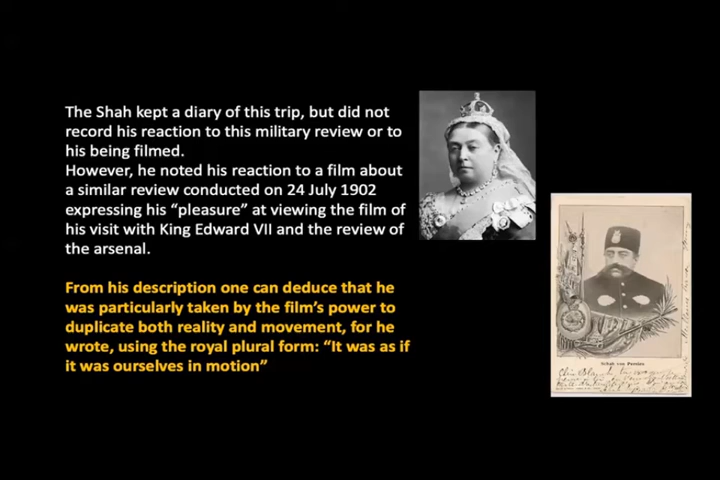 The Shah kept a diary of this trip, but did not
record his reaction to this military review or to
his being filmed.
However, he noted his reaction to a film about
a similar review conducted on 24 July 1902
expressing his “pleasure” at viewing the film of
his visit with King Edward VII and the review of
the arsenal.
From his description one can deduce that he
was particularly taken by the film’s power to
duplicate both reality and movement, for he
wrote, using the royal plural form: “It was as if
it was ourselves in motion”
Schah von Persien